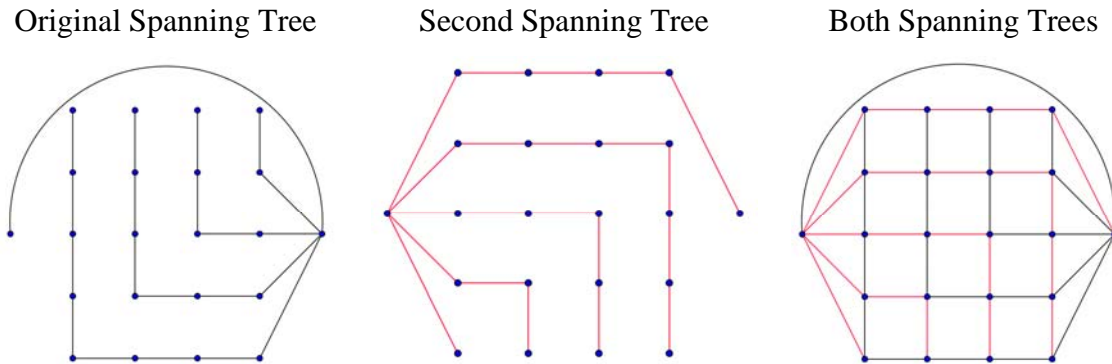 Original Spanning Tree
Second Spanning Tree
Both Spanning Trees